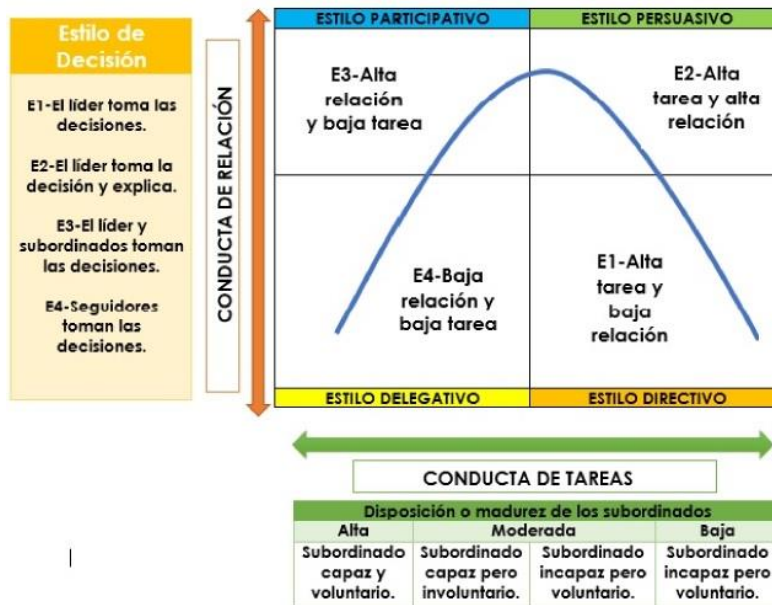 Estilo de
Decisión
E1-El líder toma las
decisiones.
E2-El líder toma la
decisión y explica.
E3-El líder y
subordinados toman
las decisiones.
E4-Seguidores
toman las
decisiones.
CONDUCTA DE RELACIÓN
ESTILO PARTICIPATIVO
ESTILO PERSUASIVO
E3-Alta
relación
y baja tarea
E2-Alta
tarea y alta
relación
E4-Baja
relación y
baja tarea
E1-Alta
tarea y
baja
relación
ESTILO DELEGATIVO
ESTILO DIRECTIVO
CONDUCTA DE TAREAS
Disposición o madurez de los subordinados
Alta
Moderada
Baja
Subordinado
capaz y
voluntario.
Subordinado
capaz pero
involuntario.
Subordinado
incapaz pero
voluntario.
Subordinado
incapaz pero
voluntario.